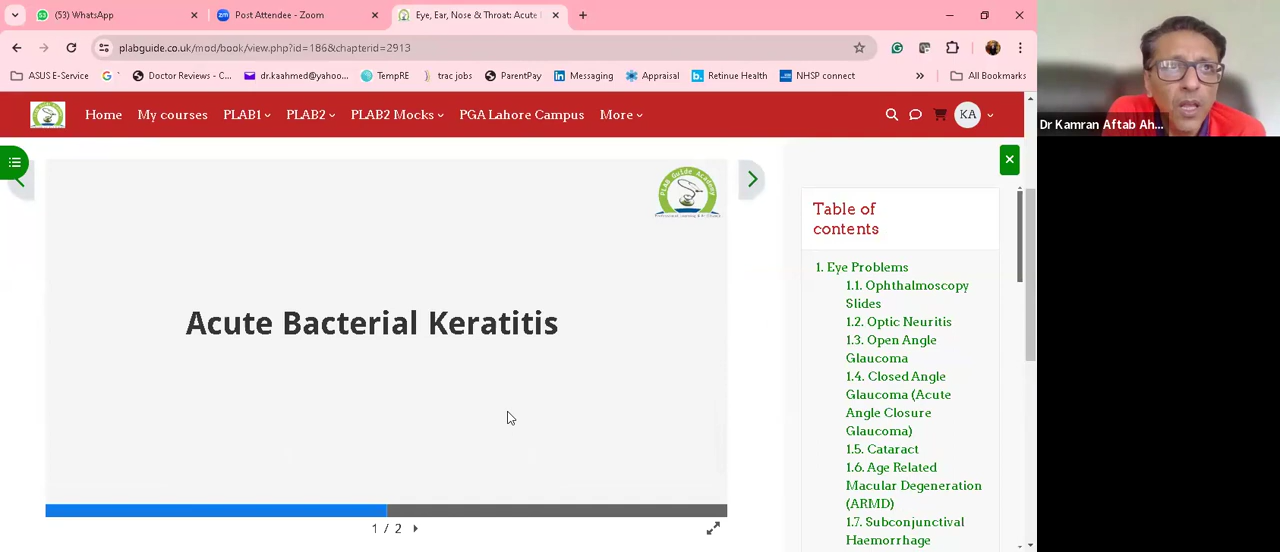 (53) WhatsApp
Post Attendee - Zoom
Eye, Ear, Nose & Throat: Acute
plabguide.co.uk/mod/book/view.php?id=186&chapterid=2913
ASUS E-Service
Doctor Reviews - C...
dr.kaahmed@yahoo...
TempRE
trac jobs
ParentPay
Messaging
Appraisal
Retinue Health
NHSP connect
»
All Bookmarks
Home
My courses
PLAB1
PLAB2
PLAB2 Mocks
PGA Lahore Campus
More
KA
Dr Kamran Aftab Ah...
PLAB Guide Academy
Acute Bacterial Keratitis
1 / 2
Table of
contents
1. Eye Problems
1.1. Ophthalmoscopy
Slides
1.2. Optic Neuritis
1.3. Open Angle
Glaucoma
1.4. Closed Angle
Glaucoma (Acute
Angle Closure
Glaucoma)
1.5. Cataract
1.6. Age Related
Macular Degeneration
(ARMD)
1.7. Subconjunctival
Haemorrhage